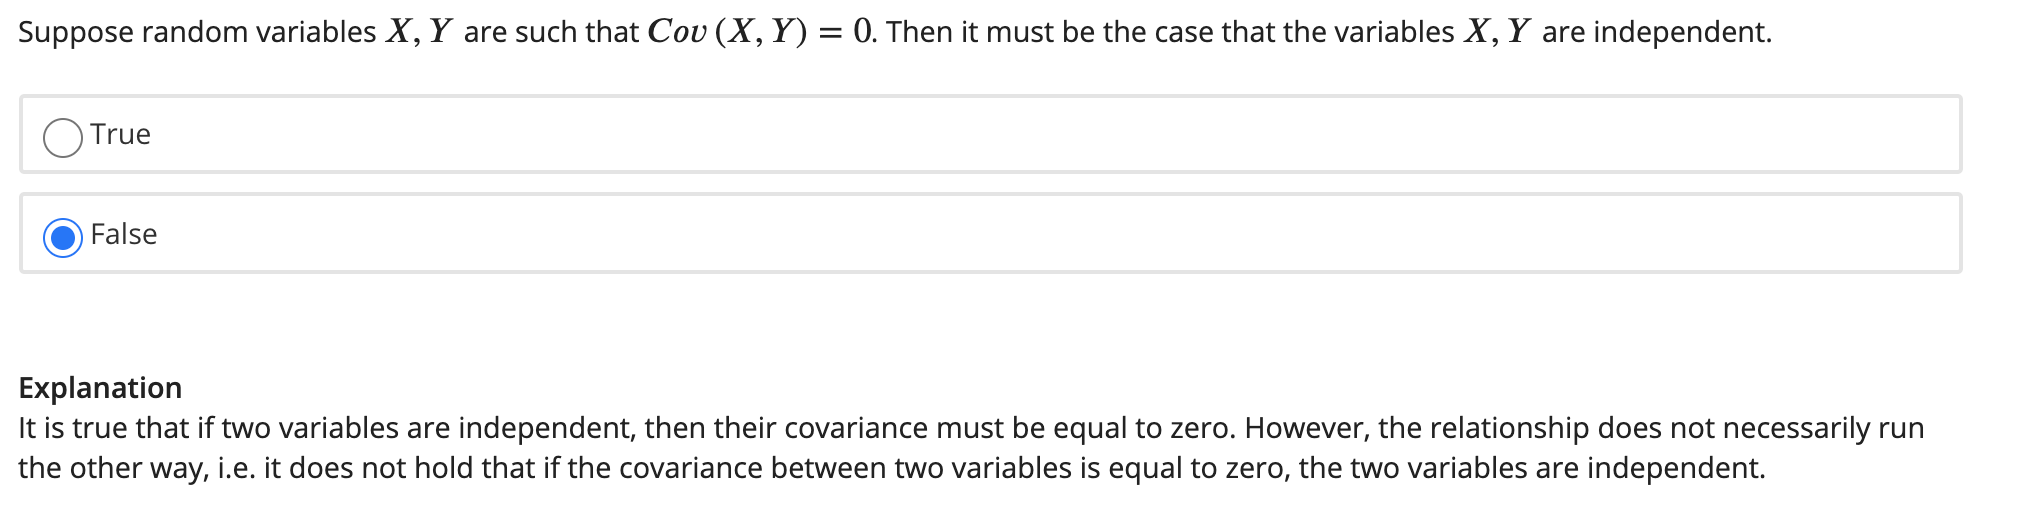 Suppose random variables X, Y are such that Cov (X, Y) = 0. Then it must be the case that the variables X, Y are independent.
True
False
Explanation
It is true that if two variables are independent, then their covariance must be equal to zero. However, the relationship does not necessarily run
the other way, i.e. it does not hold that if the covariance between two variables is equal to zero, the two variables are independent.